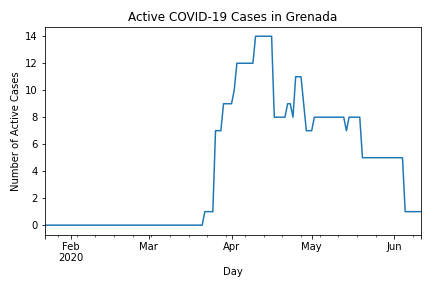 Active COVID-19 Cases in Grenada
14
12
10
8
6
4
2
0
Number of Active Cases
Feb
2020
Mar
Apr
May
Jun
Day